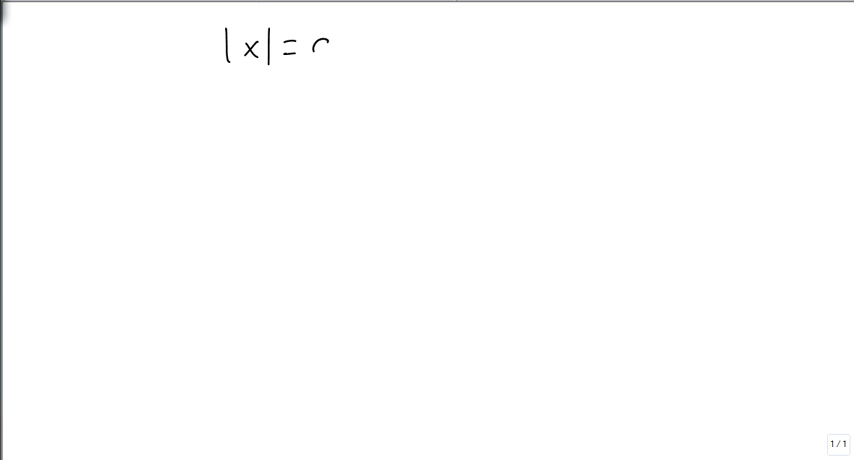 |x| =
1/1